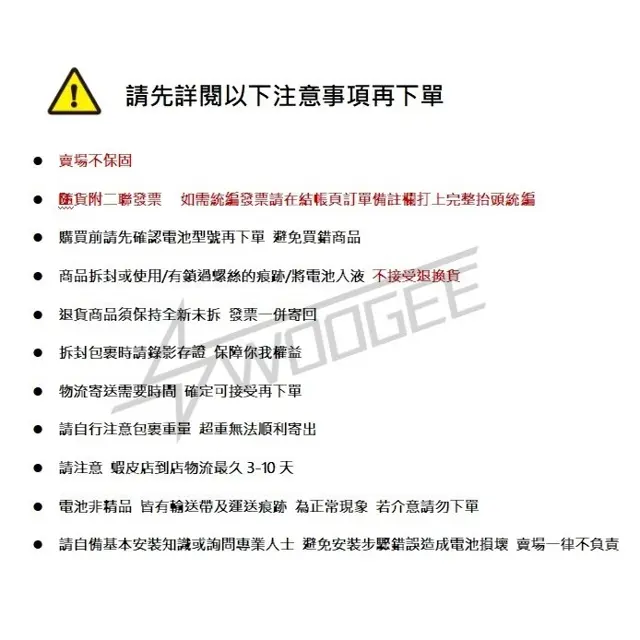 請先詳閱以下注意事項再下單
賣場不保固
隨貨附二聯發票 如需統編發票請在結帳頁訂單備註欄打上完整抬頭統編
購買前請先確認電池型號再下單 避免買錯商品
商品拆封或使用/有鎖過螺絲的痕跡/將電池入液 不接受退換貨
退貨商品須保持全新未拆 發票一併寄回
拆封包裹時請錄影存證 保障你我權益
物流寄送需要時間 確定可接受再下單
請自行注意包裹重量 超重無法順利寄出
請注意 蝦皮店到店物流最久 3-10 天
電池非精品 皆有輸送帶及運送痕跡 為正常現象 若介意請勿下單
請自備基本安裝知識或詢問專業人士 避免安裝步驟錯誤造成電池損壞 賣場一律不負責
WOOGEE